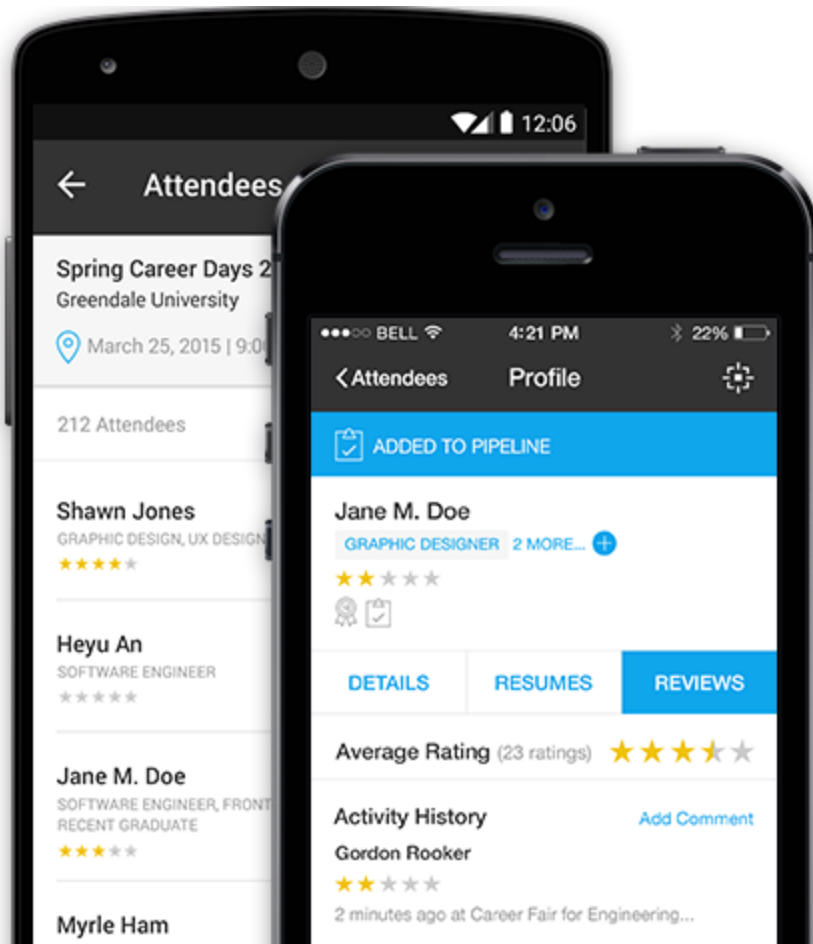 12:06
Attendees
Spring Career Days 2
Greendale University
March 25, 2015 | 9:0
212 Attendees
Shawn Jones
GRAPHIC DESIGN, UX DESIGN
Heyu An
SOFTWARE ENGINEER
Jane M. Doe
SOFTWARE ENGINEER, FRONT
RECENT GRADUATE
Myrle Ham
BELL 4:21 PM 22%
Attendees Profile
ADDED TO PIPELINE
Jane M. Doe
GRAPHIC DESIGNER 2 MORE...
DETAILS RESUMES REVIEWS
Average Rating (23 ratings)
Activity History Add Comment
Gordon Rooker
2 minutes ago at Career Fair for Engineering...